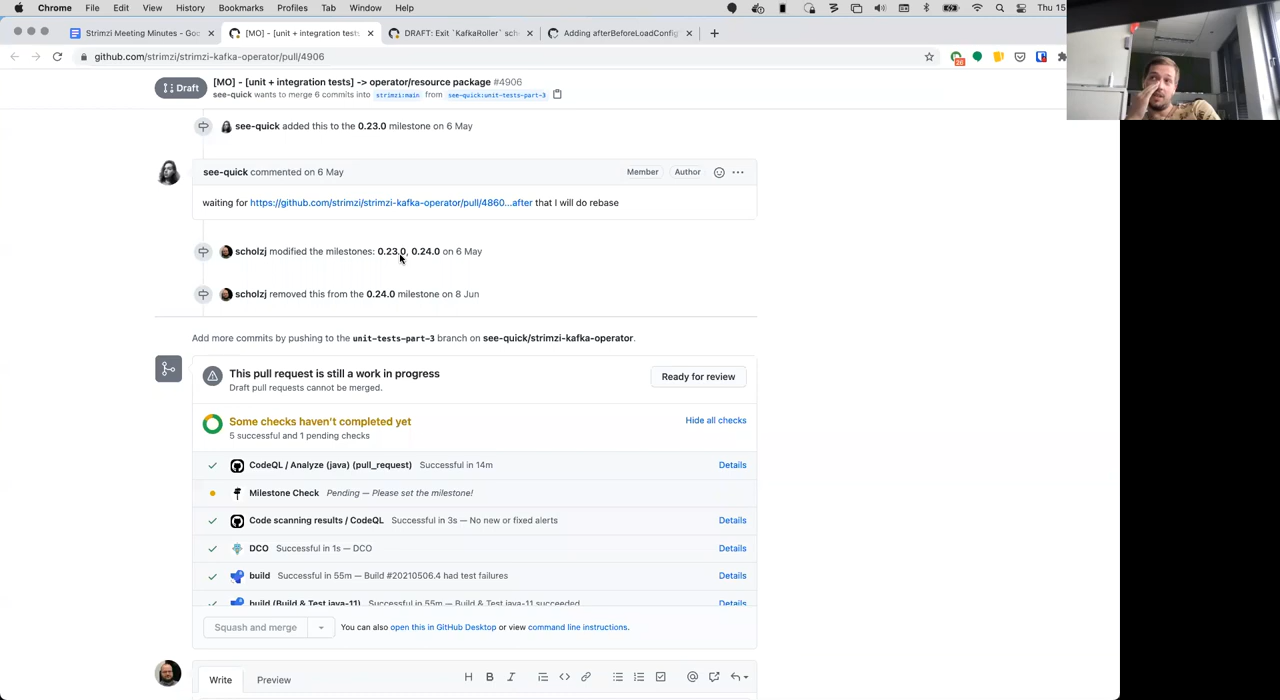 Chrome File Edit View History Bookmarks Profiles Tab Window Help Thu 15
Strimzi Meeting Minutes - Goo
[MO] - [unit + integration tests]
DRAFT: Exit `KafkaRoller` sch
Adding afterBeforeLoadConfig
github.com/strimzi/strimzi-kafka-operator/pull/4906
28
Draft
[MO] - [unit + integration tests] -> operator/resource package #4906
see-quick wants to merge 6 commits into strimzi:main from see-quick:unit-tests-part-3
see-quick added this to the 0.23.0 milestone on 6 May
see-quick commented on 6 May Member Author
waiting for https://github.com/strimzi/strimzi-kafka-operator/pull/4860...after that I will do rebase
scholzj modified the milestones: 0.23.0, 0.24.0 on 6 May
scholzj removed this from the 0.24.0 milestone on 8 Jun
Add more commits by pushing to the unit-tests-part-3 branch on see-quick/strimzi-kafka-operator.
This pull request is still a work in progress
Draft pull requests cannot be merged.
Ready for review
Some checks haven't completed yet
Hide all checks
5 successful and 1 pending checks
CodeQL / Analyze (java) (pull_request) Successful in 14m Details
Milestone Check Pending — Please set the milestone!
Code scanning results / CodeQL Successful in 3s — No new or fixed alerts Details
DCO Successful in 1s — DCO Details
build Successful in 55m — Build #20210506.4 had test failures Details
build (Build & Test java-11) Successful in 55m — Build & Test java-11 succeeded Details
Squash and merge
You can also open this in GitHub Desktop or view command line instructions.
Write Preview H B I